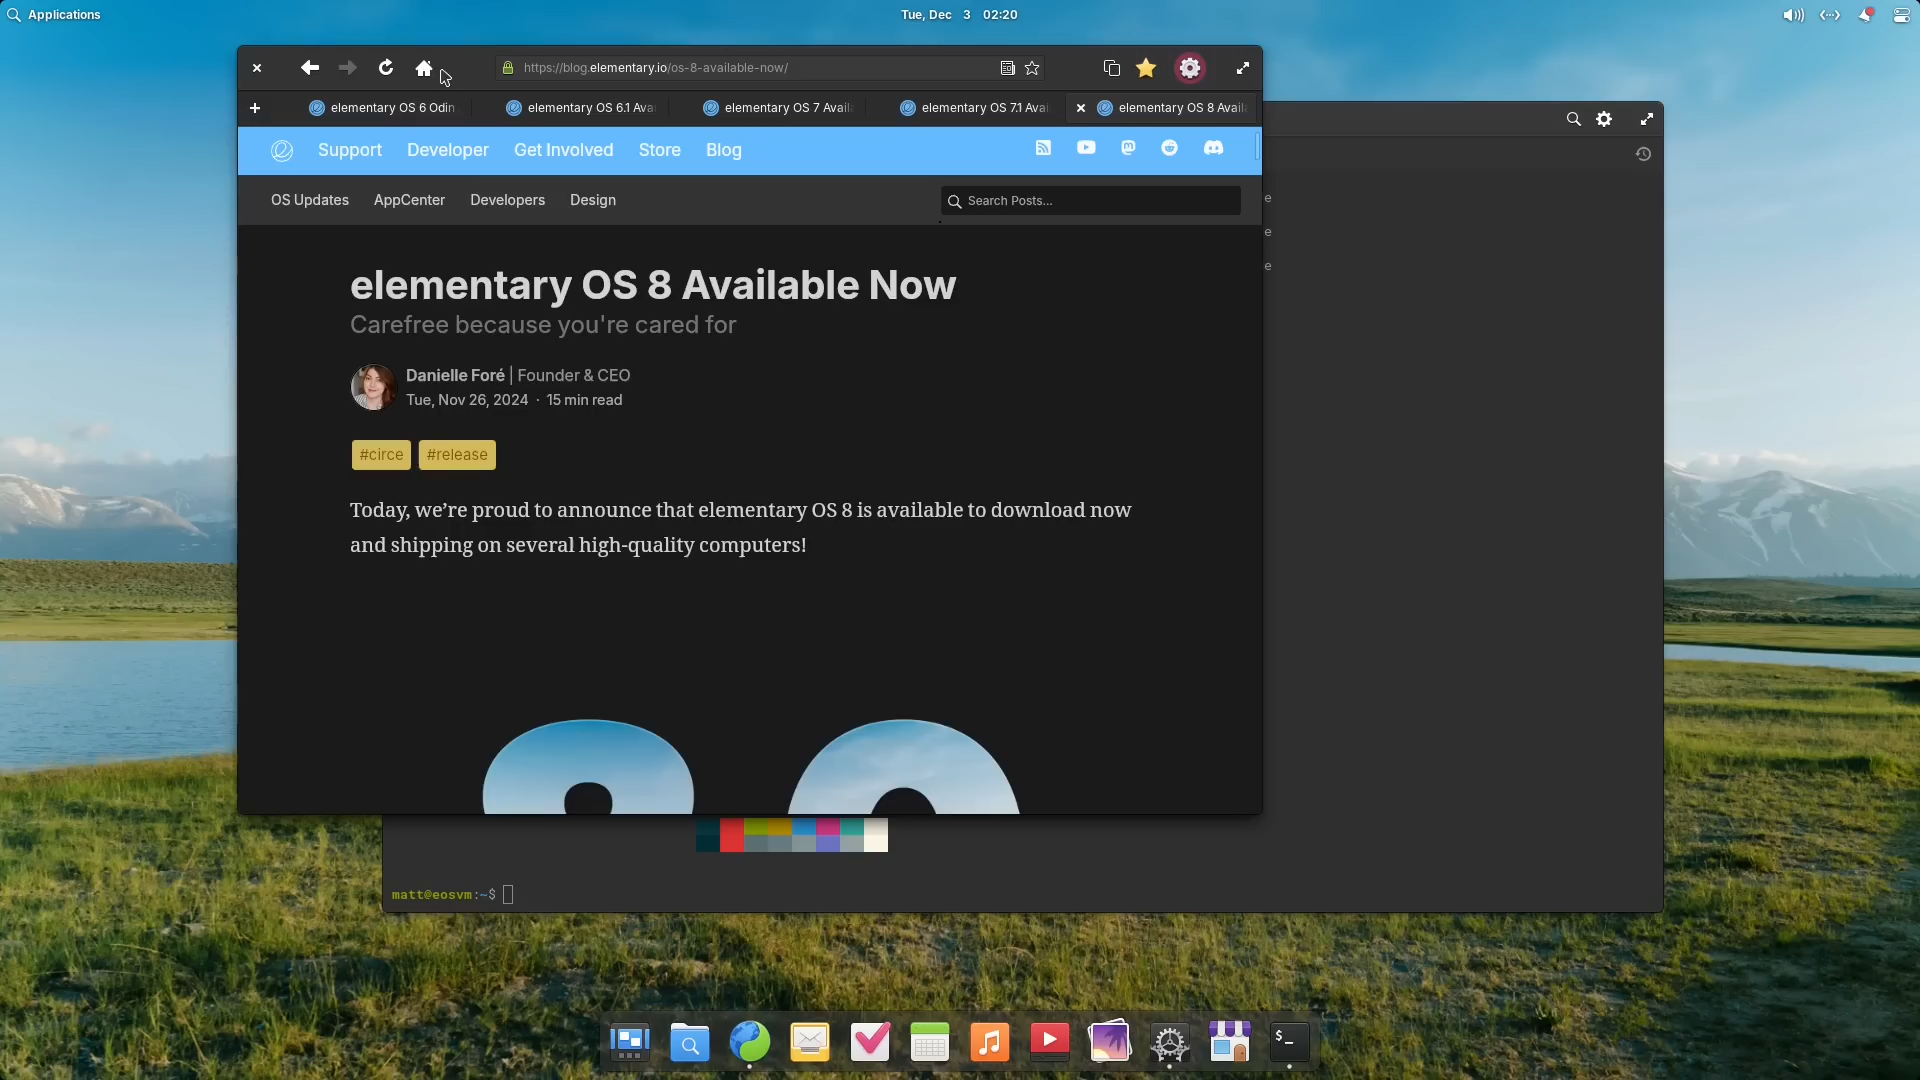 Applications
Tue, Dec 3 02:20
https://blog.elementary.io/os-8-available-now/
elementary OS 6 Odin
elementary OS 6.1 Ava
elementary OS 7 Avail
elementary OS 7.1 Avai
elementary OS 8 Avail
Support Developer Get Involved Store Blog
OS Updates AppCenter Developers Design
Search Posts...
e
e
e
elementary OS 8 Available Now
Carefree because you're cared for
Danielle Foré | Founder & CEO
Tue, Nov 26, 2024 · 15 min read
#circe #release
Today, we’re proud to announce that elementary OS 8 is available to download now
and shipping on several high-quality computers!
matt@eosvm:~$
$_